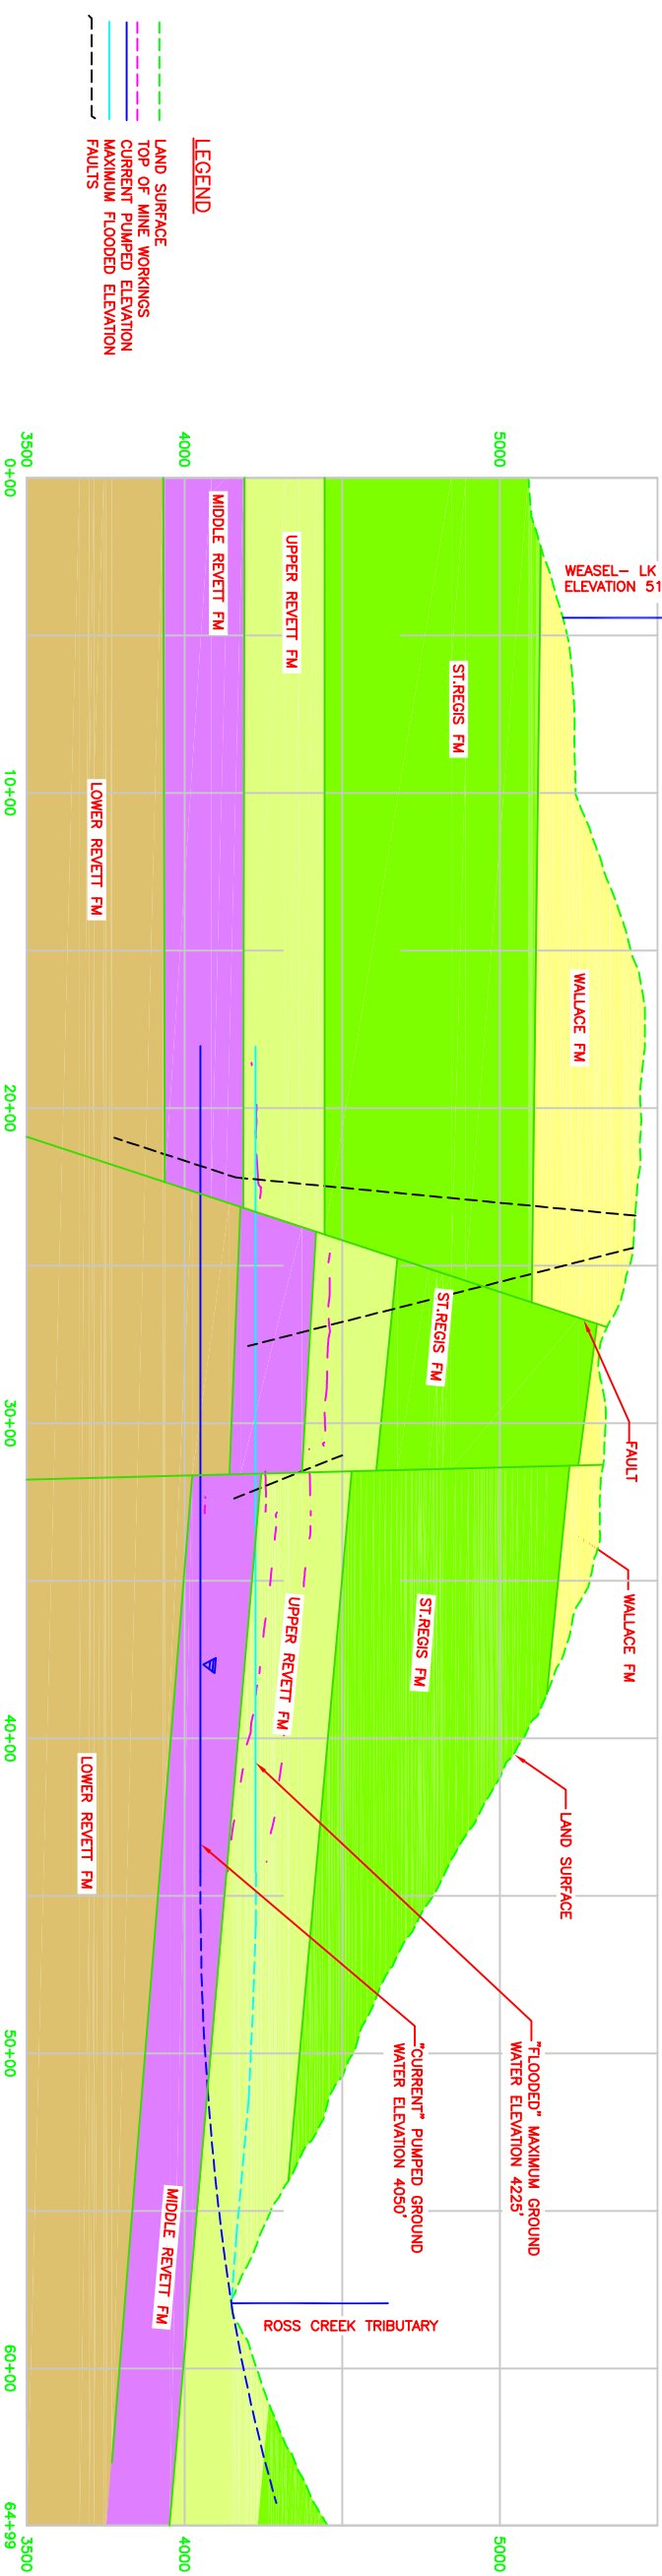 LEGEND
LAND SURFACE
TOP OF MINE WORKINGS
CURRENT PUMPED ELEVATION
MAXIMUM FLOODED ELEVATION
FAULTS
5000
4000
3500
WEASEL- LK
ELEVATION 51
WALLACE FM
ST.REGIS FM
UPPER REVETT FM
MIDDLE REVETT FM
LOWER REVETT FM
FAULT
ST.REGIS FM
WALLACE FM
ST.REGIS FM
UPPER REVETT FM
LAND SURFACE
LOWER REVETT FM
"FLOODED" MAXIMUM GROUND
WATER ELEVATION 4225'
"CURRENT" PUMPED GROUND
WATER ELEVATION 4050'
MIDDLE REVETT FM
ROSS CREEK TRIBUTARY
5000
4000
3500
0+00
10+00
20+00
30+00
40+00
50+00
60+00
64+99